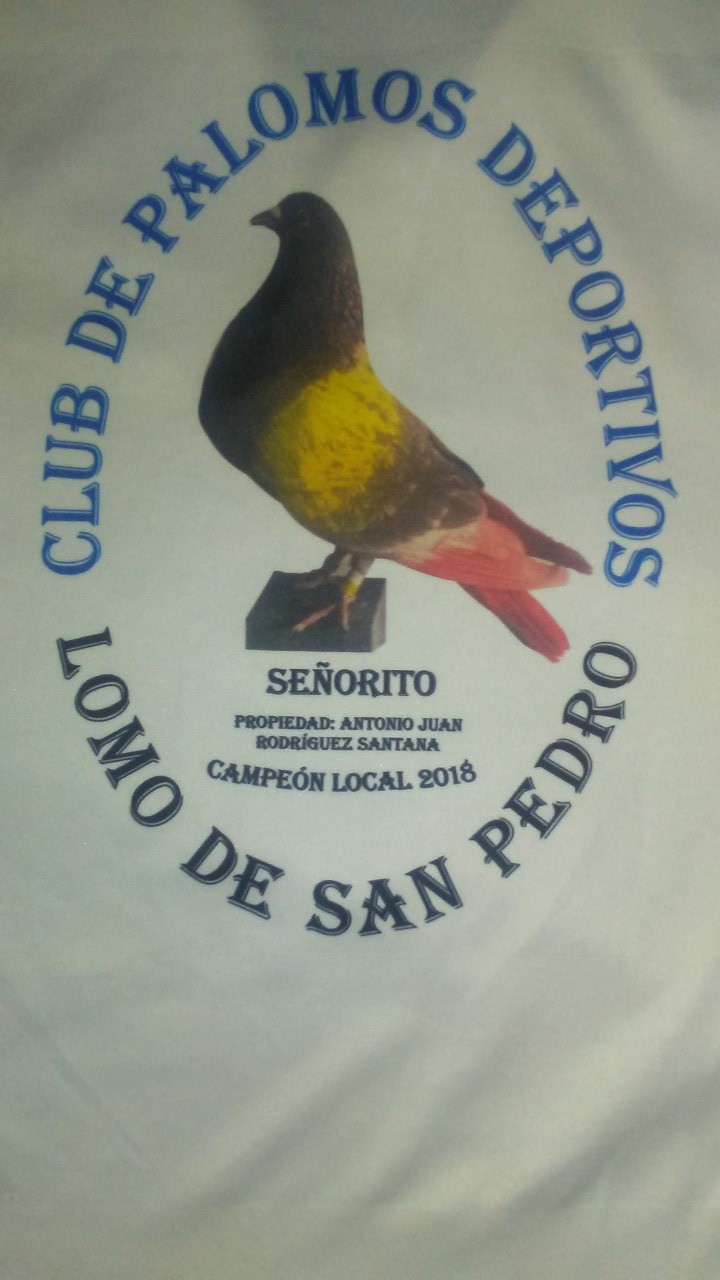 CLUB DE PALOMOS DEPORTIVOS
SEÑORITO
PROPIEDAD: ANTONIO JUAN
RODRÍGUEZ SANTANA
CAMPEÓN LOCAL 2018
LOMO DE SAN PEDRO